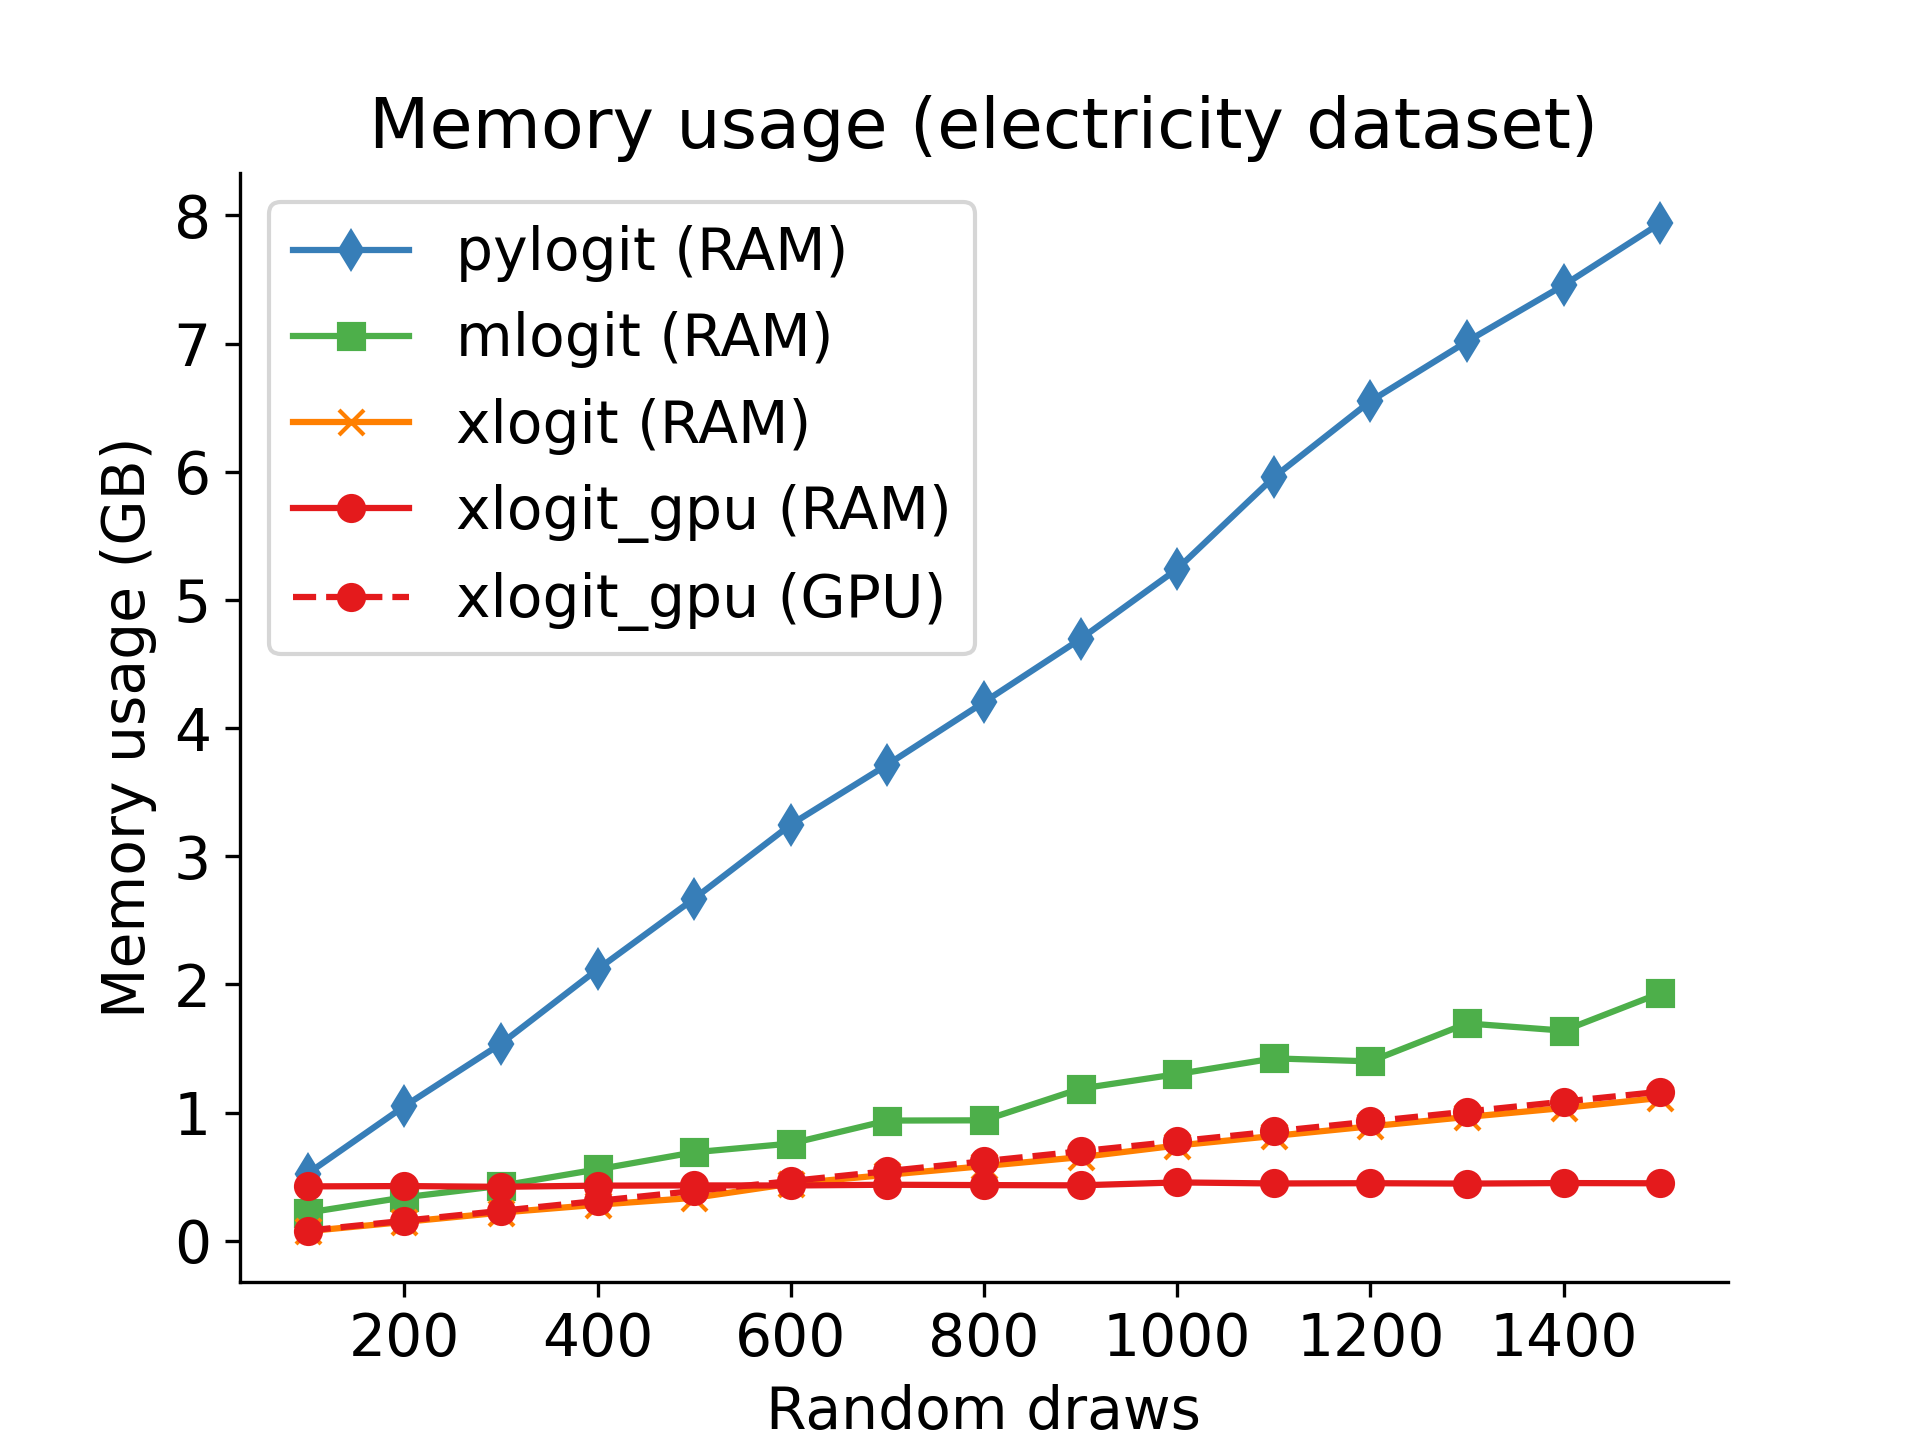 Memory usage (electricity dataset)
Memory usage (GB)
8
7
6
5
4
3
2
1
0
pylogit (RAM)
mlogit (RAM)
xlogit (RAM)
xlogit_gpu (RAM)
xlogit_gpu (GPU)
200 400 600 800 1000 1200 1400
Random draws